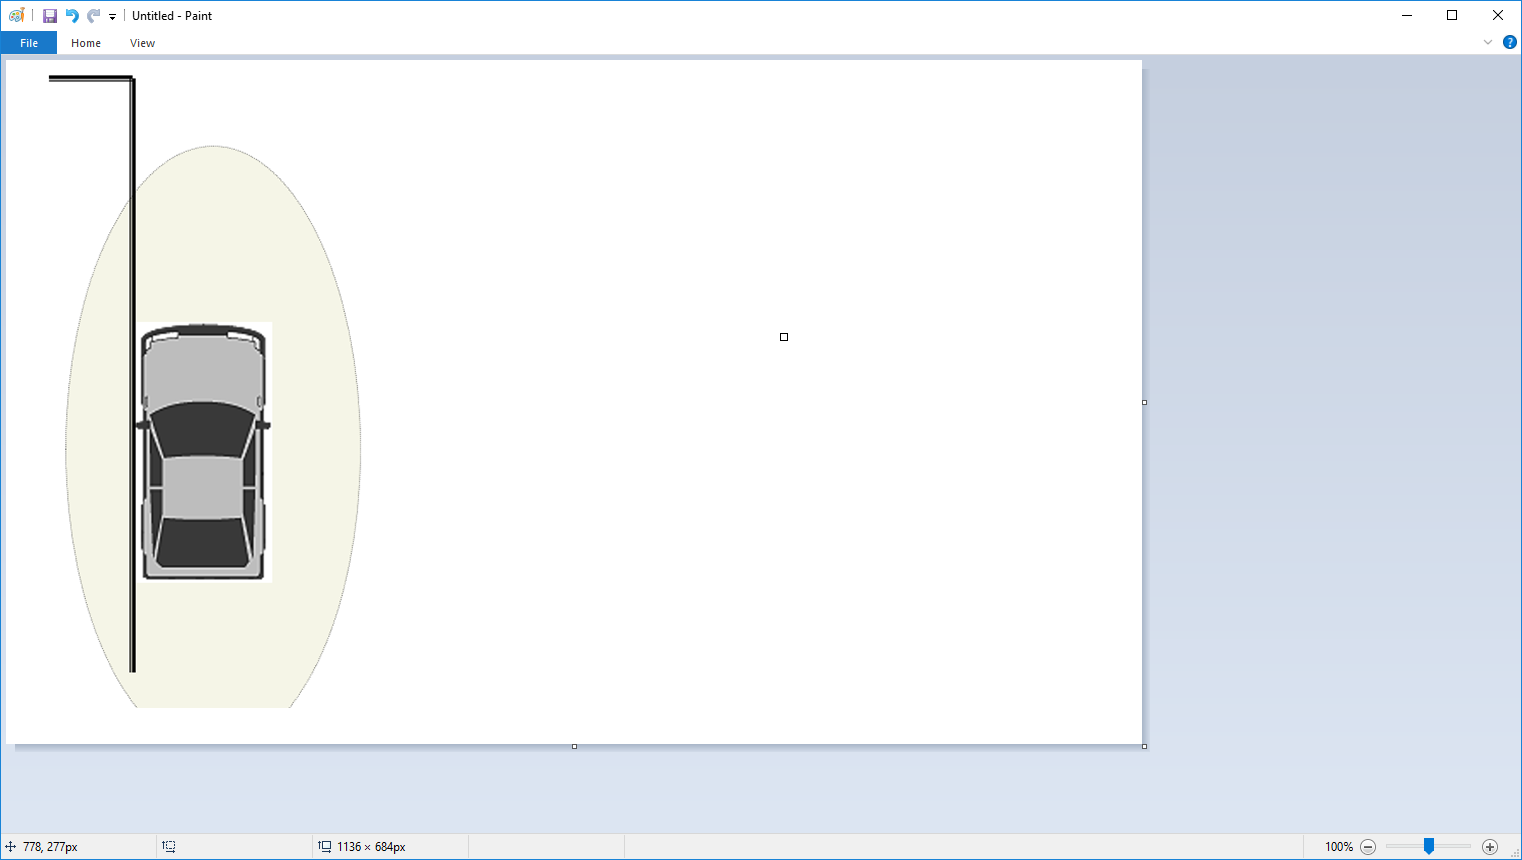 Untitled - Paint
File Home View
?
778, 277px 1136 × 684px 100%